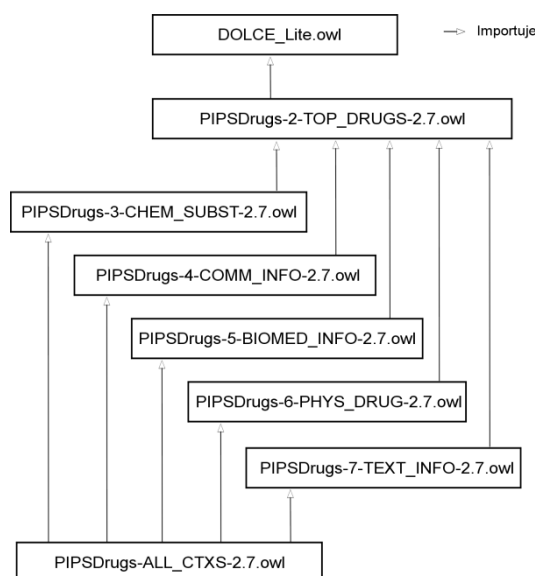 DOLCE_Lite.owl
Importuje
PIPSDrugs-2-TOP_DRUGS-2.7.owl
PIPSDrugs-3-CHEM_SUBST-2.7.owl
PIPSDrugs-4-COMM_INFO-2.7.owl
PIPSDrugs-5-BIOMED_INFO-2.7.owl
PIPSDrugs-6-PHYS_DRUG-2.7.owl
PIPSDrugs-7-TEXT_INFO-2.7.owl
PIPSDrugs-ALL_CTXS-2.7.owl